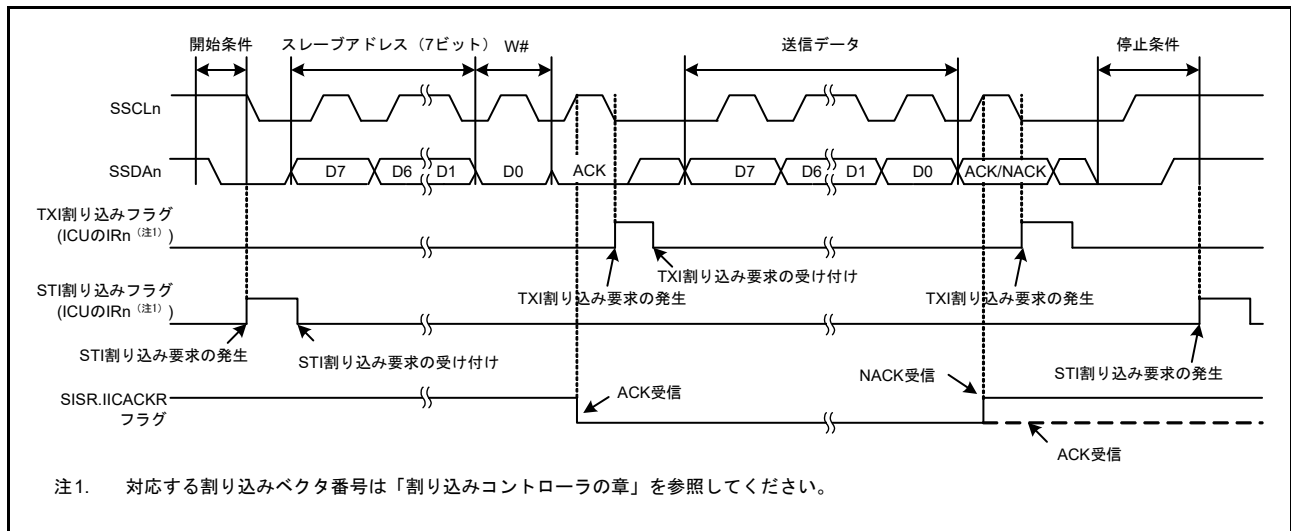 開始条件 スレーブアドレス（7ビット） W# 送信データ 停止条件
SSCLn
SSDAn D7 D6 D1 D0 ACK D7 D6 D1 D0 ACK/NACK
TXI割り込みフラグ
(ICUのIRn（注1）)
TXI割り込み要求の受け付け
TXI割り込み要求の発生 TXI割り込み要求の発生
STI割り込みフラグ
(ICUのIRn（注1）)
STI割り込み要求の発生 STI割り込み要求の受け付け STI割り込み要求の発生
SISR.IICACKR
フラグ
ACK受信 NACK受信
ACK受信
注1. 対応する割り込みベクタ番号は「割り込みコントローラの章」を参照してください。